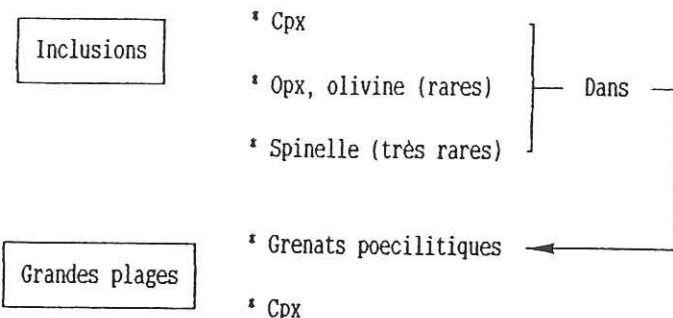 * Cpx
Inclusions
* Opx, olivine (rares) Dans
* Spinelle (très rares)
* Grenats poecilitiques
Grandes plages
* Cpx